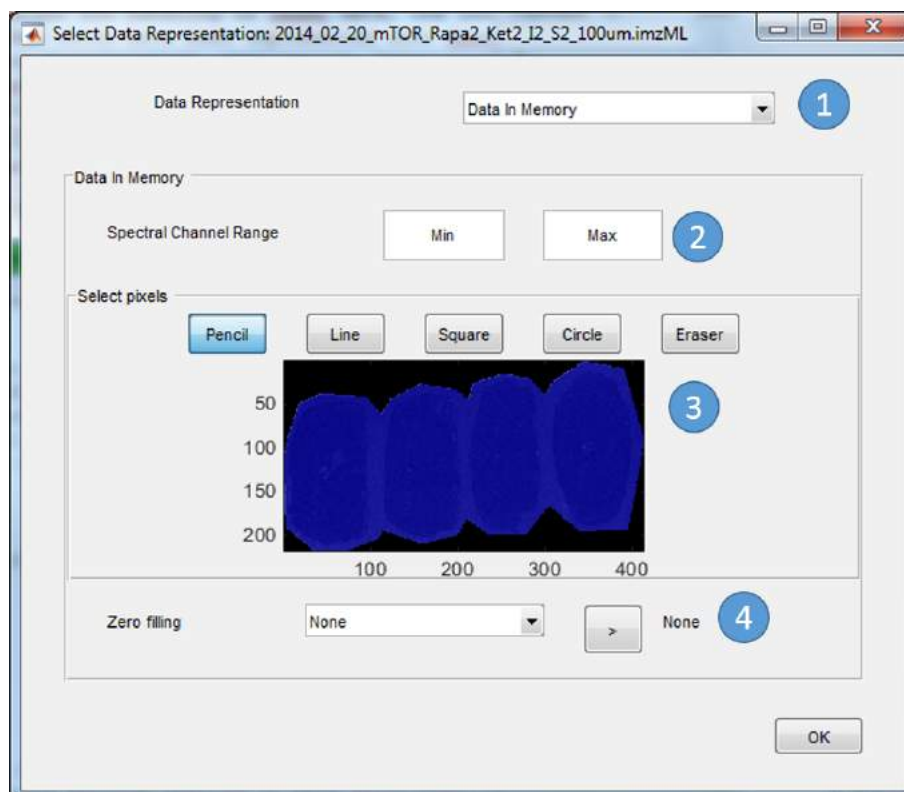 Select Data Representation: 2014_02_20_mTOR_Rapa2_Ket2_I2_S2_100um.imzML
Data Representation
Data In Memory
1
Data In Memory
Spectral Channel Range
Min
Max
2
Select pixels
Pencil
Line
Square
Circle
Eraser
50
100
150
200
3
100
200
300
400
Zero filling
None
>
None
4
OK